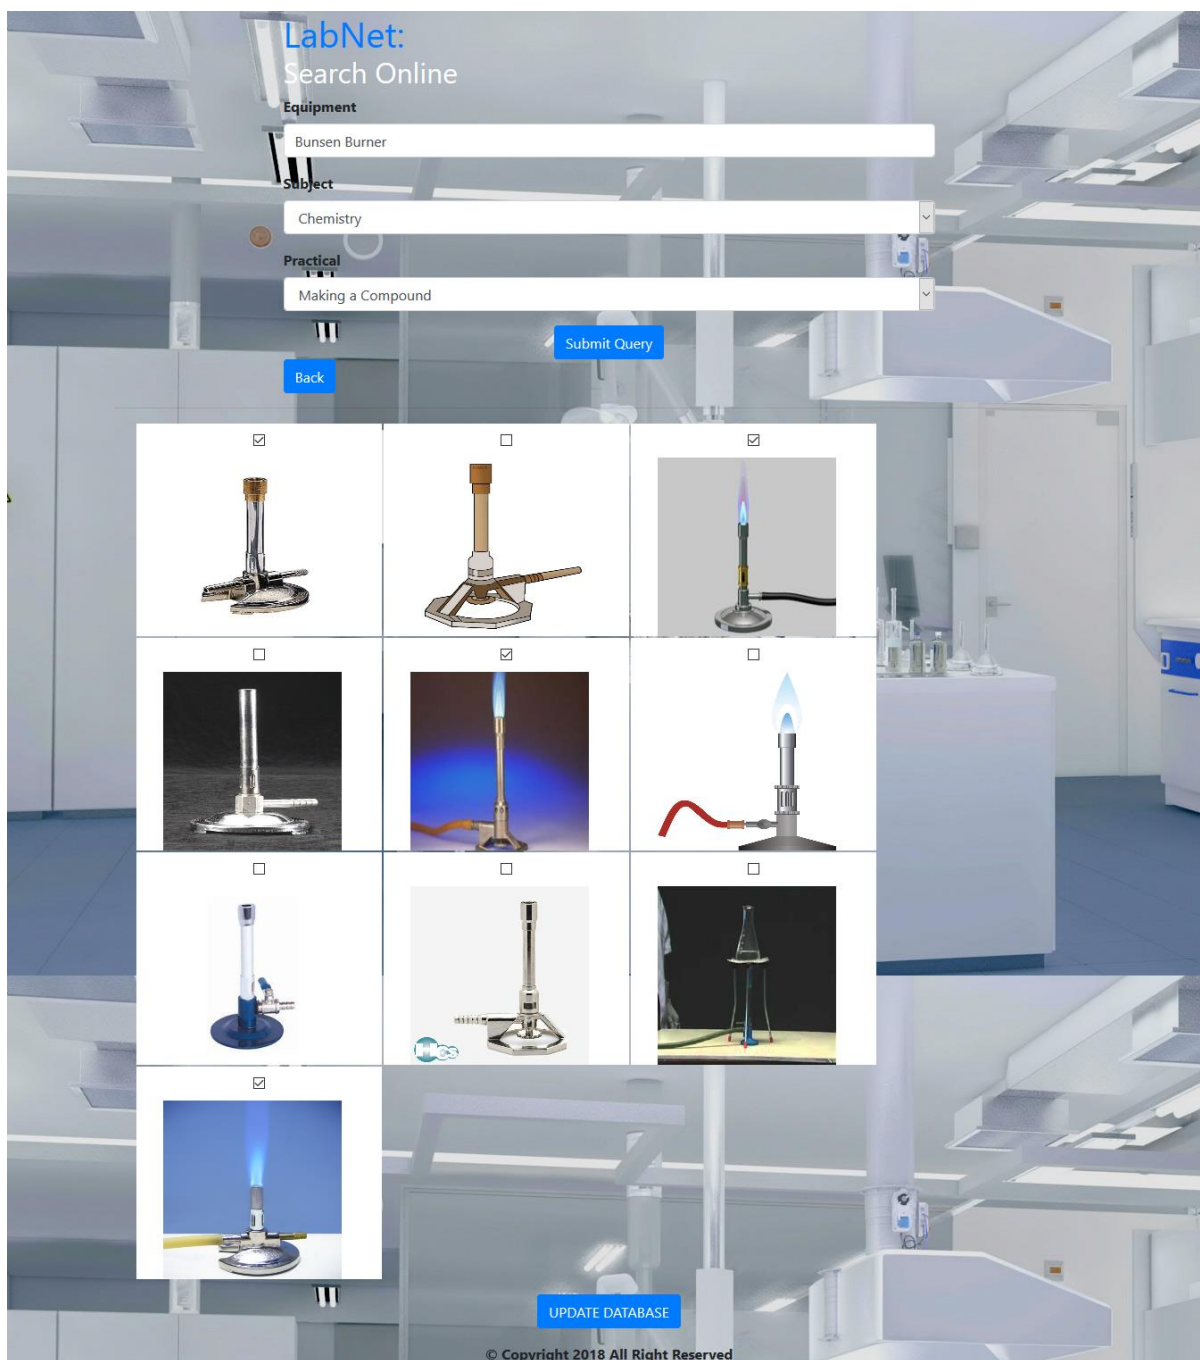 LabNet:
Search Online
Equipment
Bunsen Burner
Subject
Chemistry
Practical
Making a Compound
Submit Query
Back
UPDATE DATABASE
© Copyright 2018 All Right Reserved